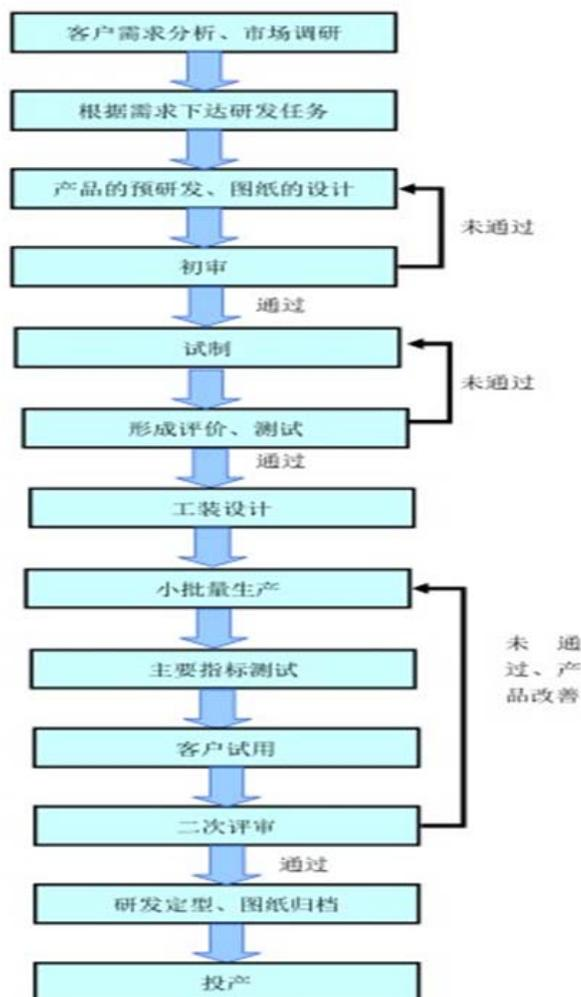 客户需求分析、市场调研
根据需求下达研发任务
产品的预研发、图纸的设计
未通过
初审
通过
试制
未通过
形成评价、测试
通过
工装设计
小批量生产
未 通
过、产
品改善
主要指标测试
客户试用
二次评审
通过
研发定型、图纸归档
投产